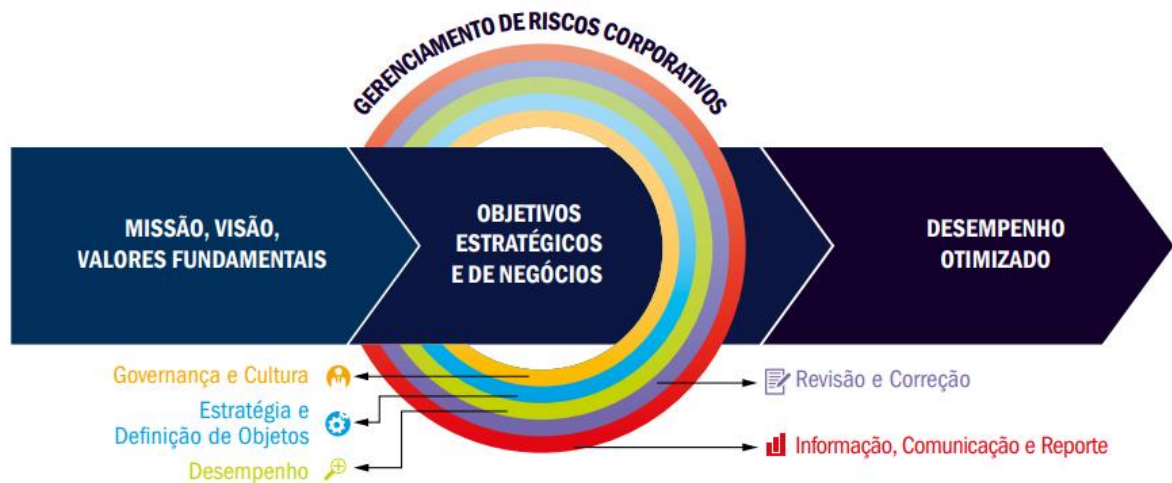 GERENCIAMENTO DE RISCOS CORPORATIVOS
MISSÃO, VISÃO,
VALORES FUNDAMENTAIS
OBJETIVOS
ESTRATÉGICOS
E DE NEGÓCIOS
DESEMPENHO
OTIMIZADO
Governança e Cultura
Estratégia e
Definição de Objetos
Desempenho
Revisão e Correção
Informação, Comunicação e Reporte